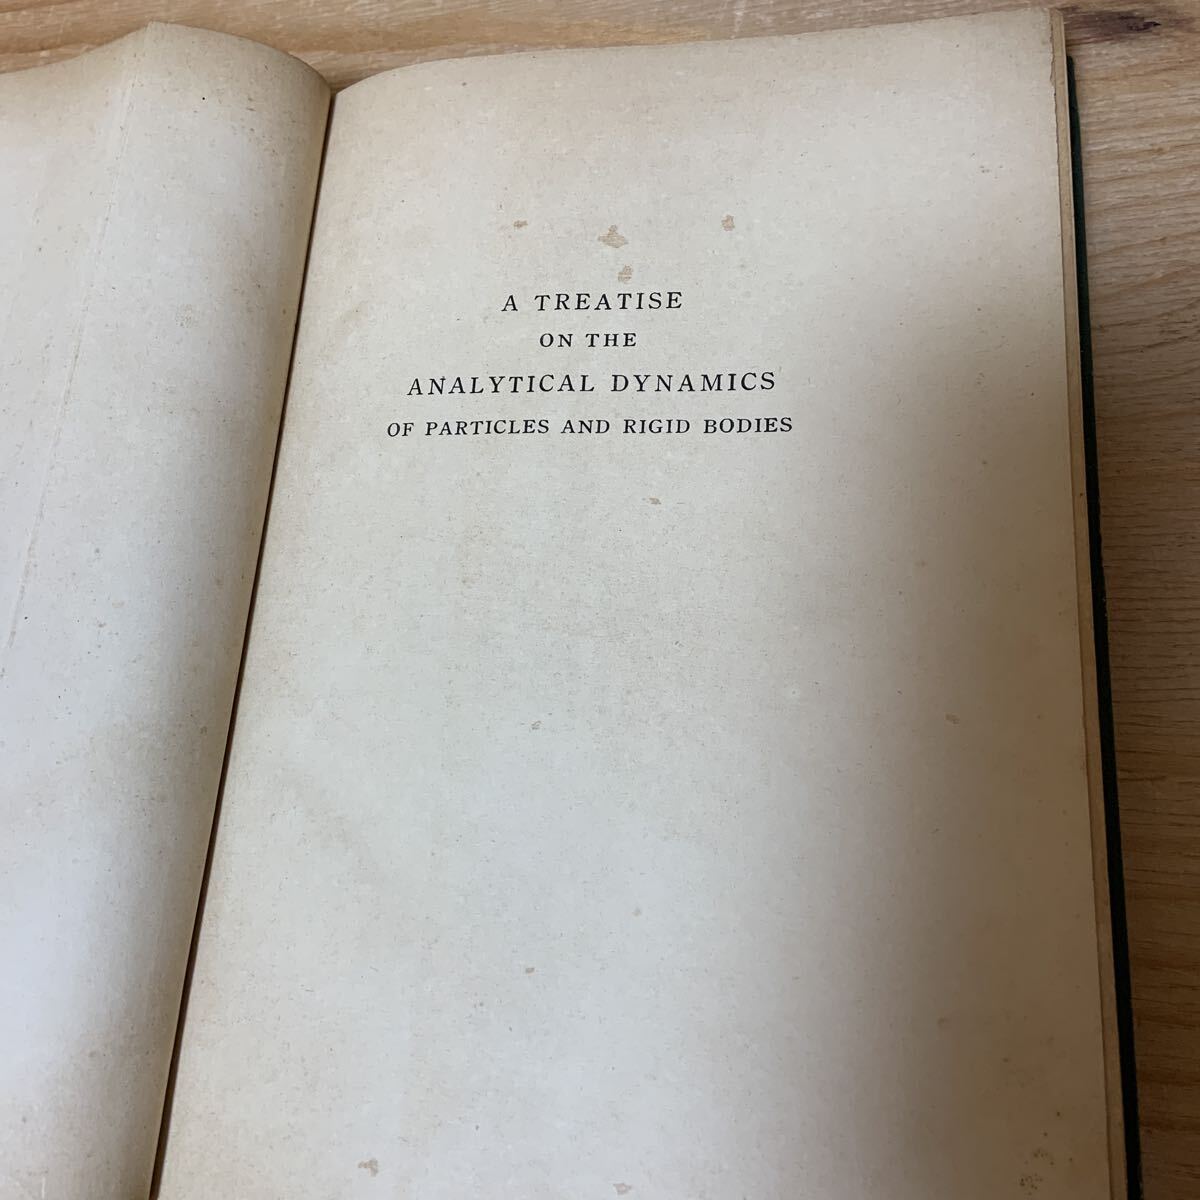 A TREATISE
ON THE
ANALYTICAL DYNAMICS
OF PARTICLES AND RIGID BODIES